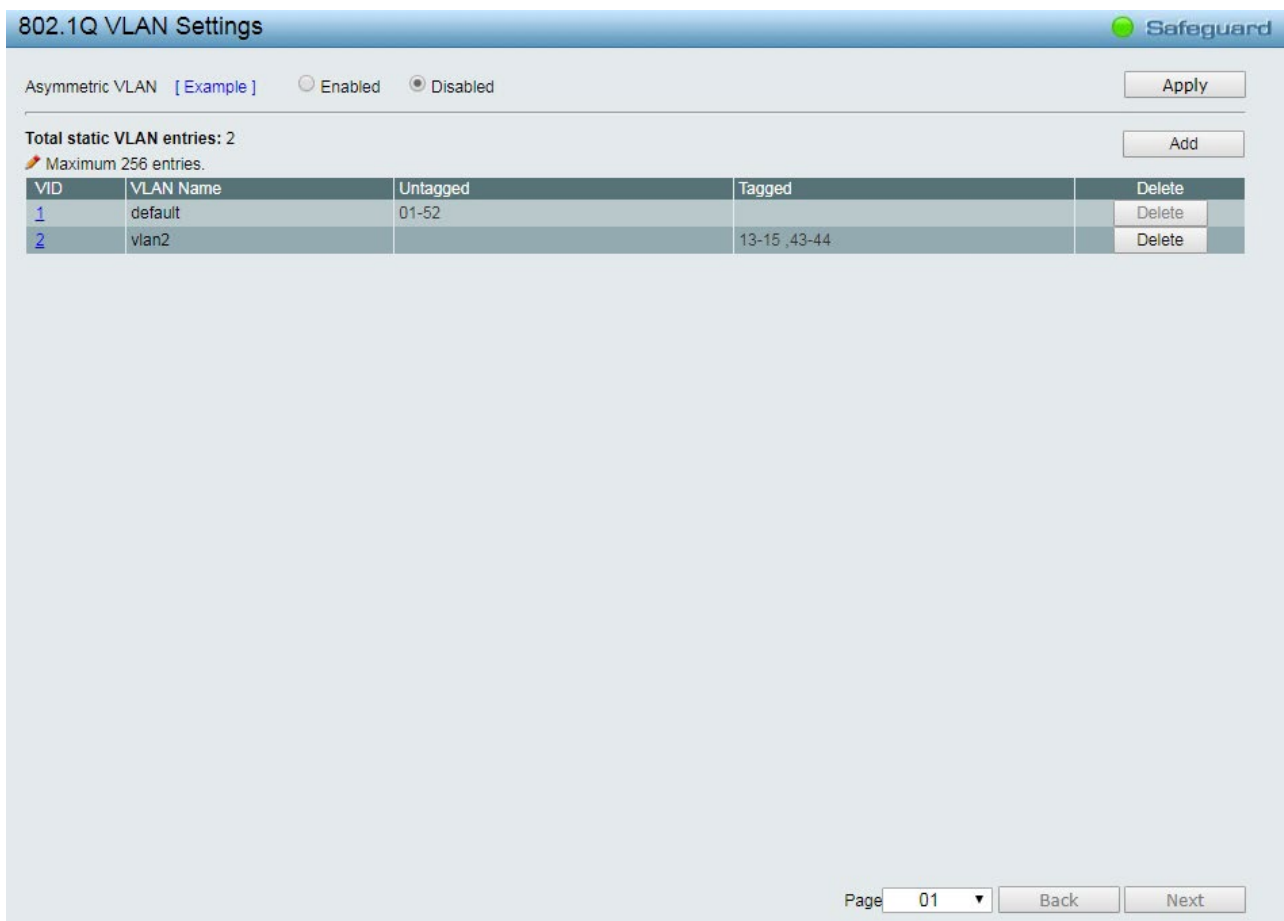 802.1Q VLAN Settings
Safeguard
Asymmetric VLAN [ Example ] Enabled Disabled Apply
Total static VLAN entries: 2
Add
Maximum 256 entries.
VID VLAN Name Untagged Tagged Delete
1 default 01-52 Delete
2 vlan2 13-15 ,43-44 Delete
Page 01 Back Next